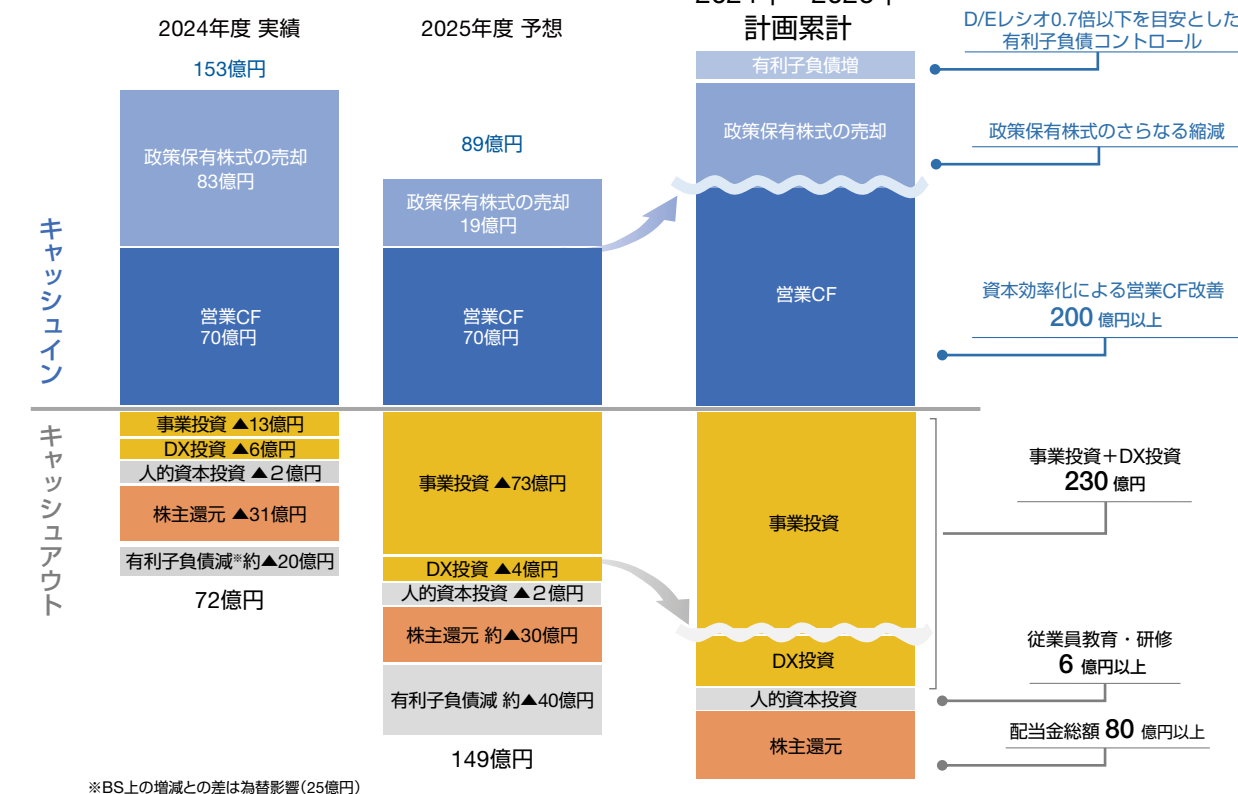 2024年度 実績
153億円
政策保有株式の売却
83億円
営業CF
70億円
事業投資 ▲13億円
DX投資 ▲6億円
人的資本投資 ▲2億円
株主還元 ▲31億円
有利子負債減※約▲20億円
72億円
※BS上の増減との差は為替影響(25億円)
2025年度 予想
89億円
政策保有株式の売却
19億円
営業CF
70億円
事業投資 ▲73億円
DX投資 ▲4億円
人的資本投資 ▲2億円
株主還元 約▲30億円
有利子負債減 約▲40億円
149億円
計画累計
有利子負債増
政策保有株式の売却
営業CF
事業投資
DX投資
人的資本投資
株主還元
D/Eレシオ0.7倍以下を目安とした
有利子負債コントロール
政策保有株式のさらなる縮減
資本効率化による営業CF改善
200 億円以上
事業投資+DX投資
230 億円
従業員教育・研修
6 億円以上
配当金総額 80 億円以上
キャッシュイン
キャッシュアウト